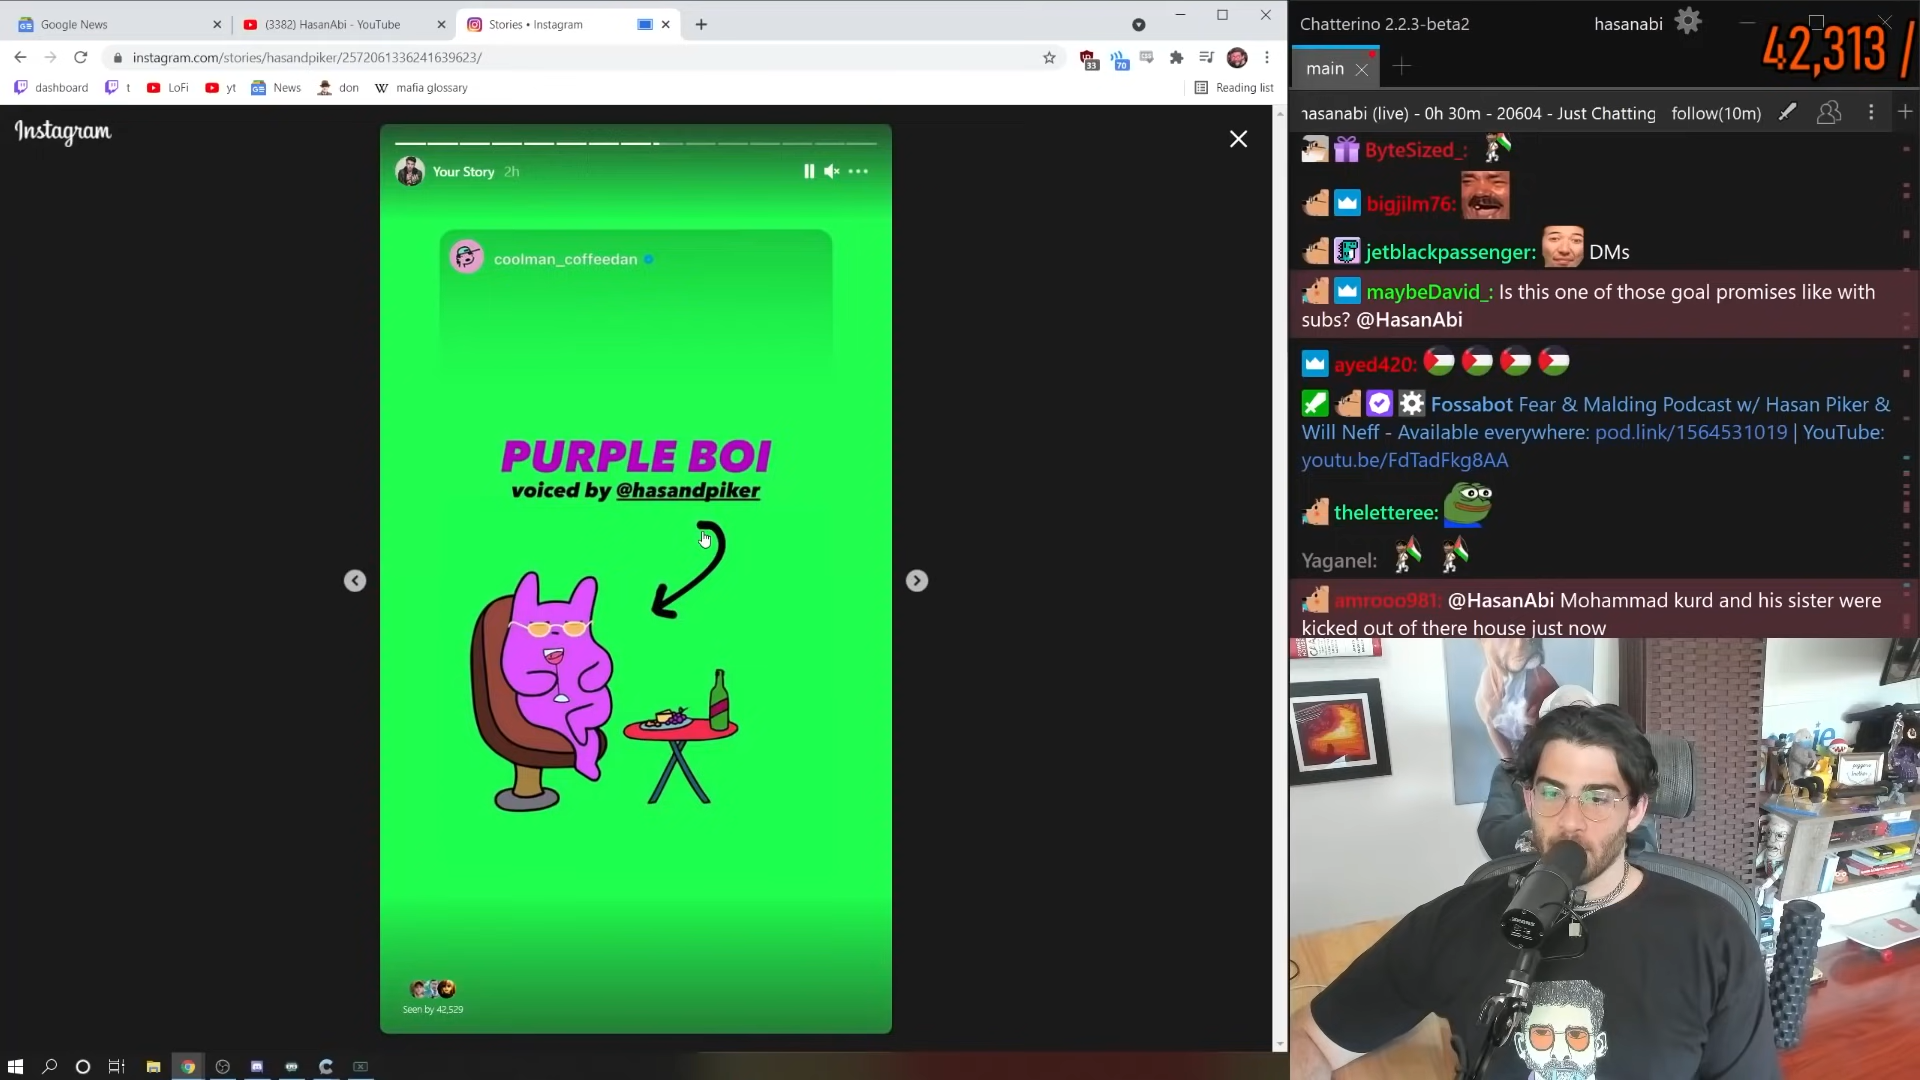 Google News
(3382) HasanAbi - YouTube
Stories • Instagram
instagram.com/stories/hasandpiker/2572061336241639623/
33
70
dashboard
t
LoFi
yt
News
don
mafia glossary
Reading list
Instagram
Your Story 2h
coolman_coffeedan
PURPLE BOI
voiced by @hasandpiker
Seen by 42,529
Chatterino 2.2.3-beta2
hasanabi
42,313 /
main
hasanabi (live) - 0h 30m - 20604 - Just Chatting
follow(10m)
ByteSized_:
bigjilm76:
jetblackpassenger: DMs
maybeDavid_: Is this one of those goal promises like with
subs? @HasanAbi
ayed420:
Fossabot Fear & Malding Podcast w/ Hasan Piker &
Will Neff - Available everywhere: pod.link/1564531019 | YouTube:
youtu.be/FdTadFkg8AA
theletteree:
Yaganel:
amrooo981: @HasanAbi Mohammad kurd and his sister were
kicked out of there house just now